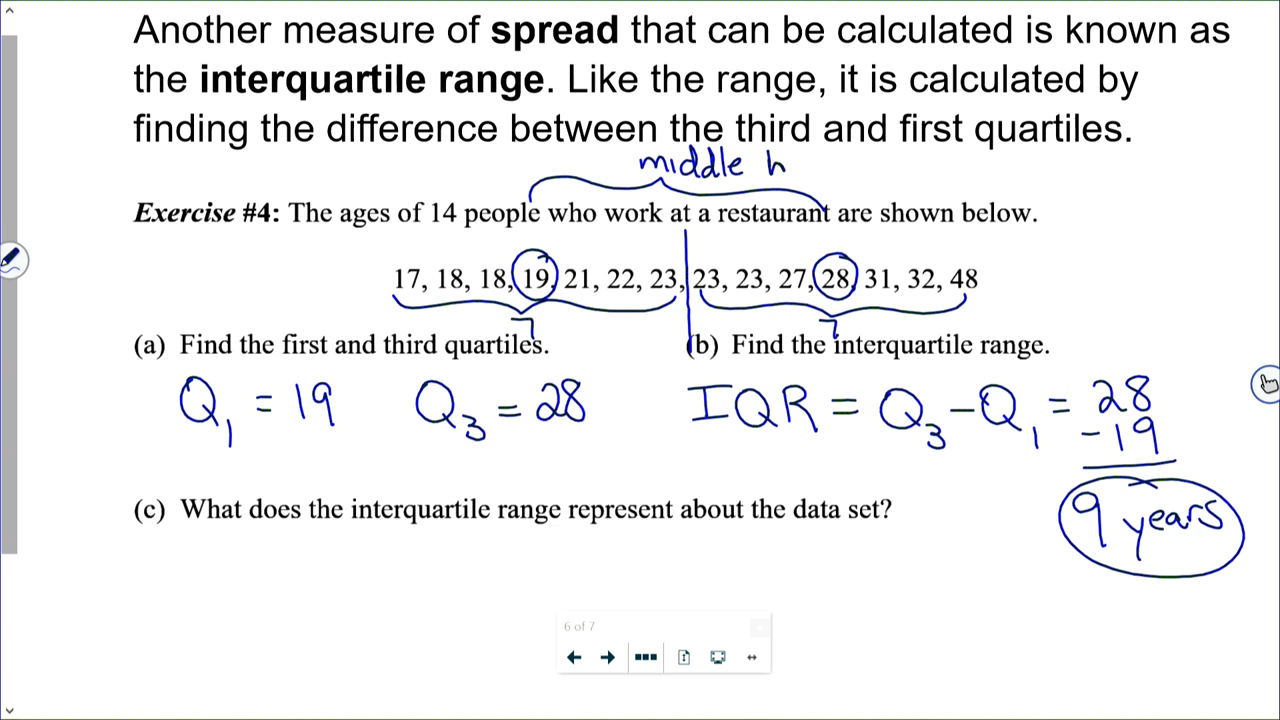 Another measure of spread that can be calculated is known as
the interquartile range. Like the range, it is calculated by
finding the difference between the third and first quartiles.
middle h
Exercise #4: The ages of 14 people who work at a restaurant are shown below.
17, 18, 18, 19, 21, 22, 23, 23, 23, 27, 28, 31, 32, 48
7 7
(a) Find the first and third quartiles. (b) Find the interquartile range.
Q1 = 19 Q3 = 28 IQR = Q3 - Q1 = 28
-19
9 years
(c) What does the interquartile range represent about the data set?
6 of 7